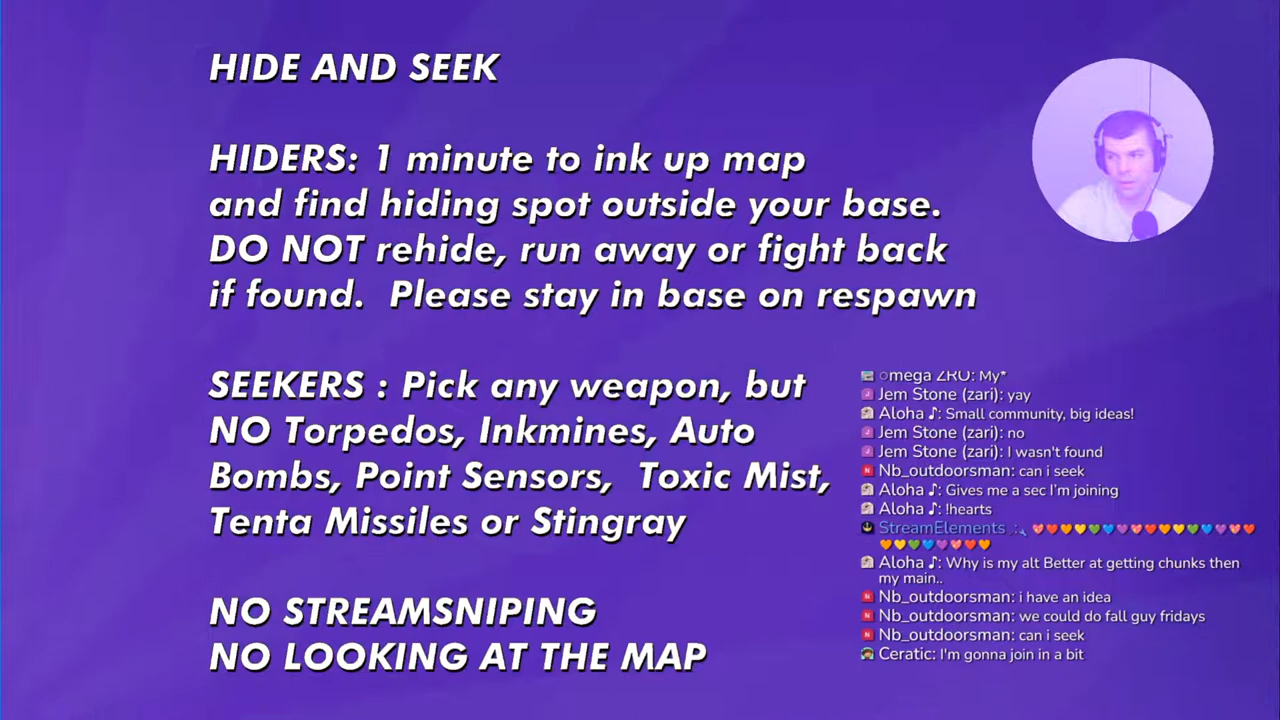 HIDE AND SEEK
HIDERS: 1 minute to ink up map
and find hiding spot outside your base.
DO NOT rehide, run away or fight back
if found. Please stay in base on respawn
SEEKERS : Pick any weapon, but
NO Torpedos, Inkmines, Auto
Bombs, Point Sensors, Toxic Mist,
Tenta Missiles or Stingray
NO STREAMSNIPING
NO LOOKING AT THE MAP
omega ZRO: My*
Jem Stone (zari): yay
Aloha ♪: Small community, big ideas!
Jem Stone (zari): no
Jem Stone (zari): I wasn't found
Nb_outdoorsman: can i seek
Aloha ♪: Gives me a sec I'm joining
Aloha ♪: !hearts
StreamElements
Aloha ♪: Why is my alt Better at getting chunks then
my main..
Nb_outdoorsman: i have an idea
Nb_outdoorsman: we could do fall guy fridays
Nb_outdoorsman: can i seek
Ceratic: I'm gonna join in a bit